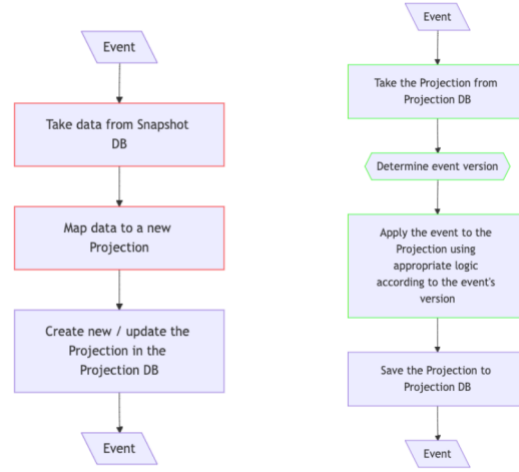 Event
Take data from Snapshot
DB
Map data to a new
Projection
Create new / update the
Projection in the
Projection DB
Event
Event
Take the Projection from
Projection DB
Determine event version
Apply the event to the
Projection using
appropriate logic
according to the event's
version
Save the Projection to
Projection DB
Event